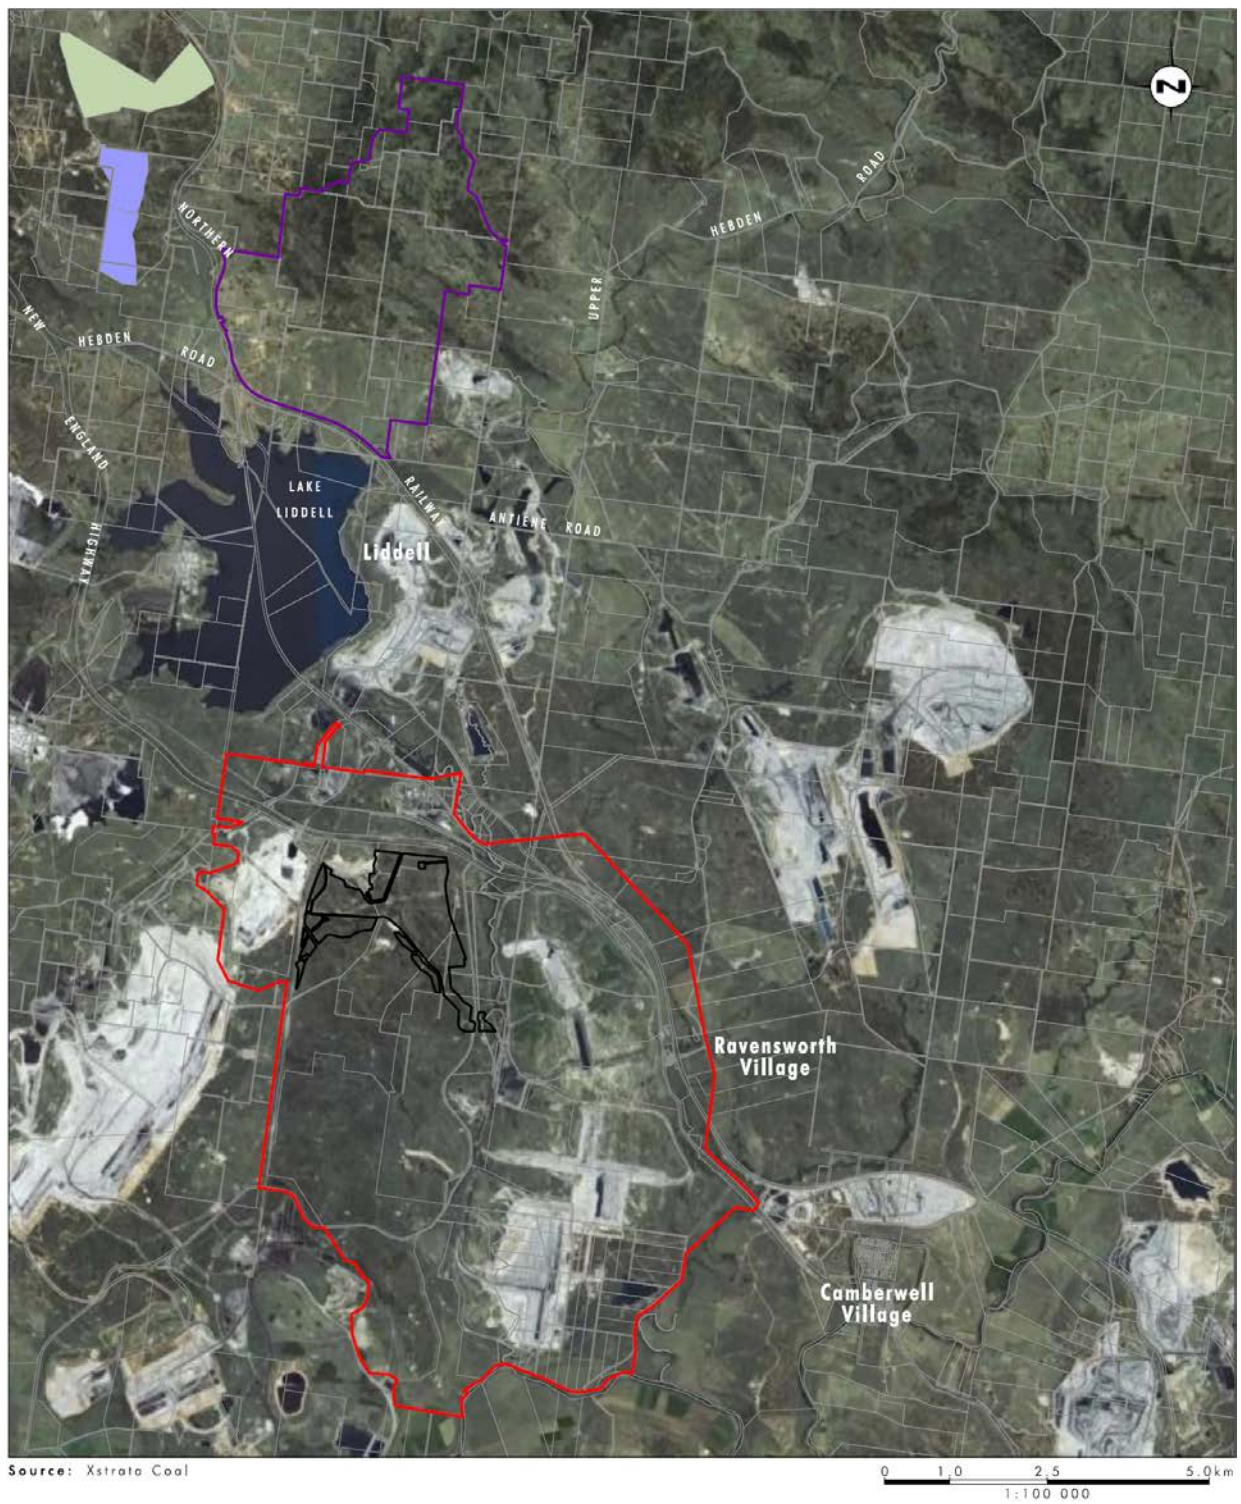 N
NORTHERN
HEBDEN
ROAD
UPPER
NEW
HEBDEN
ROAD
ENGLAND
HIGHWAY
LAKE
LIDDELL
RAILWAY
ANTIENE ROAD
Liddell
Ravensworth
Village
Camberwell
Village
Source: Xstrata Coal
0 1.0 2.5 5.0km
1:100 000